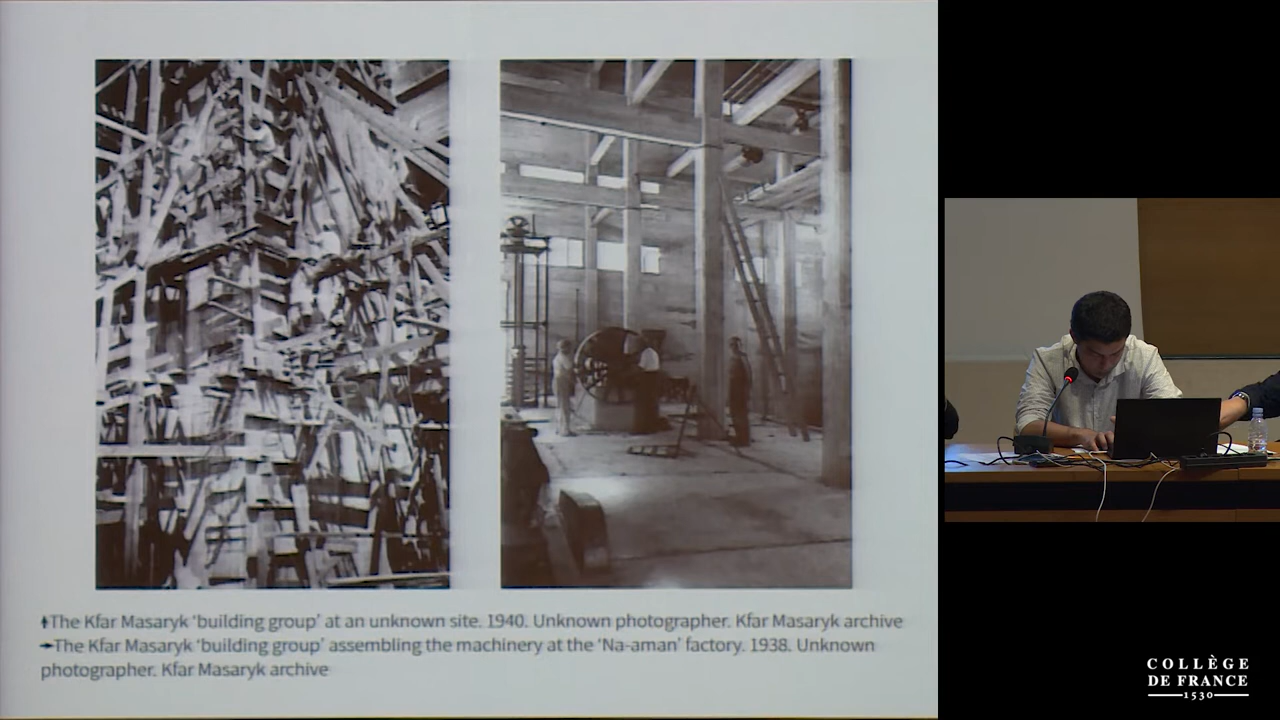 The Kfar Masaryk ‘building group’ at an unknown site. 1940. Unknown photographer. Kfar Masaryk archive
The Kfar Masaryk ‘building group’ assembling the machinery at the ‘Na-aman’ factory. 1938. Unknown
photographer. Kfar Masaryk archive
COLLÈGE
DE FRANCE
1530